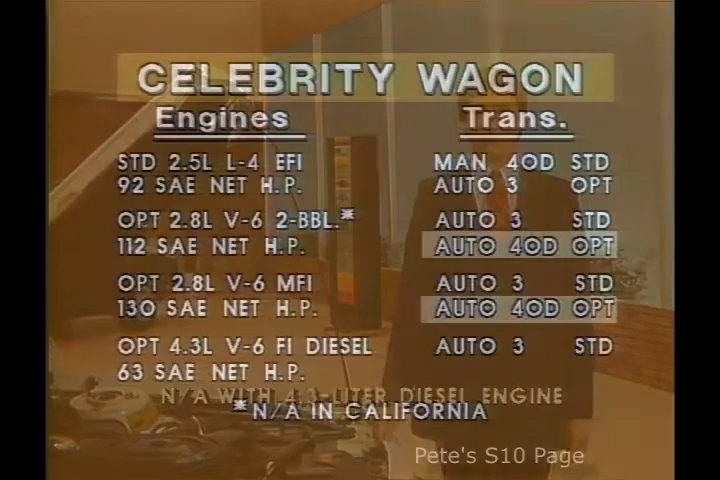 CELEBRITY WAGON
Engines Trans.
STD 2.5L L-4 EFI MAN 4OD STD
92 SAE NET H.P. AUTO 3 OPT
OPT 2.8L V-6 2-BBL.* AUTO 3 STD
112 SAE NET H.P. AUTO 4OD OPT
OPT 2.8L V-6 MFI AUTO 3 STD
130 SAE NET H.P. AUTO 4OD OPT
OPT 4.3L V-6 FI DIESEL AUTO 3 STD
63 SAE NET H.P.
N/A WITH 4.3-LITER DIESEL ENGINE
*N/A IN CALIFORNIA
Pete's S10 Page